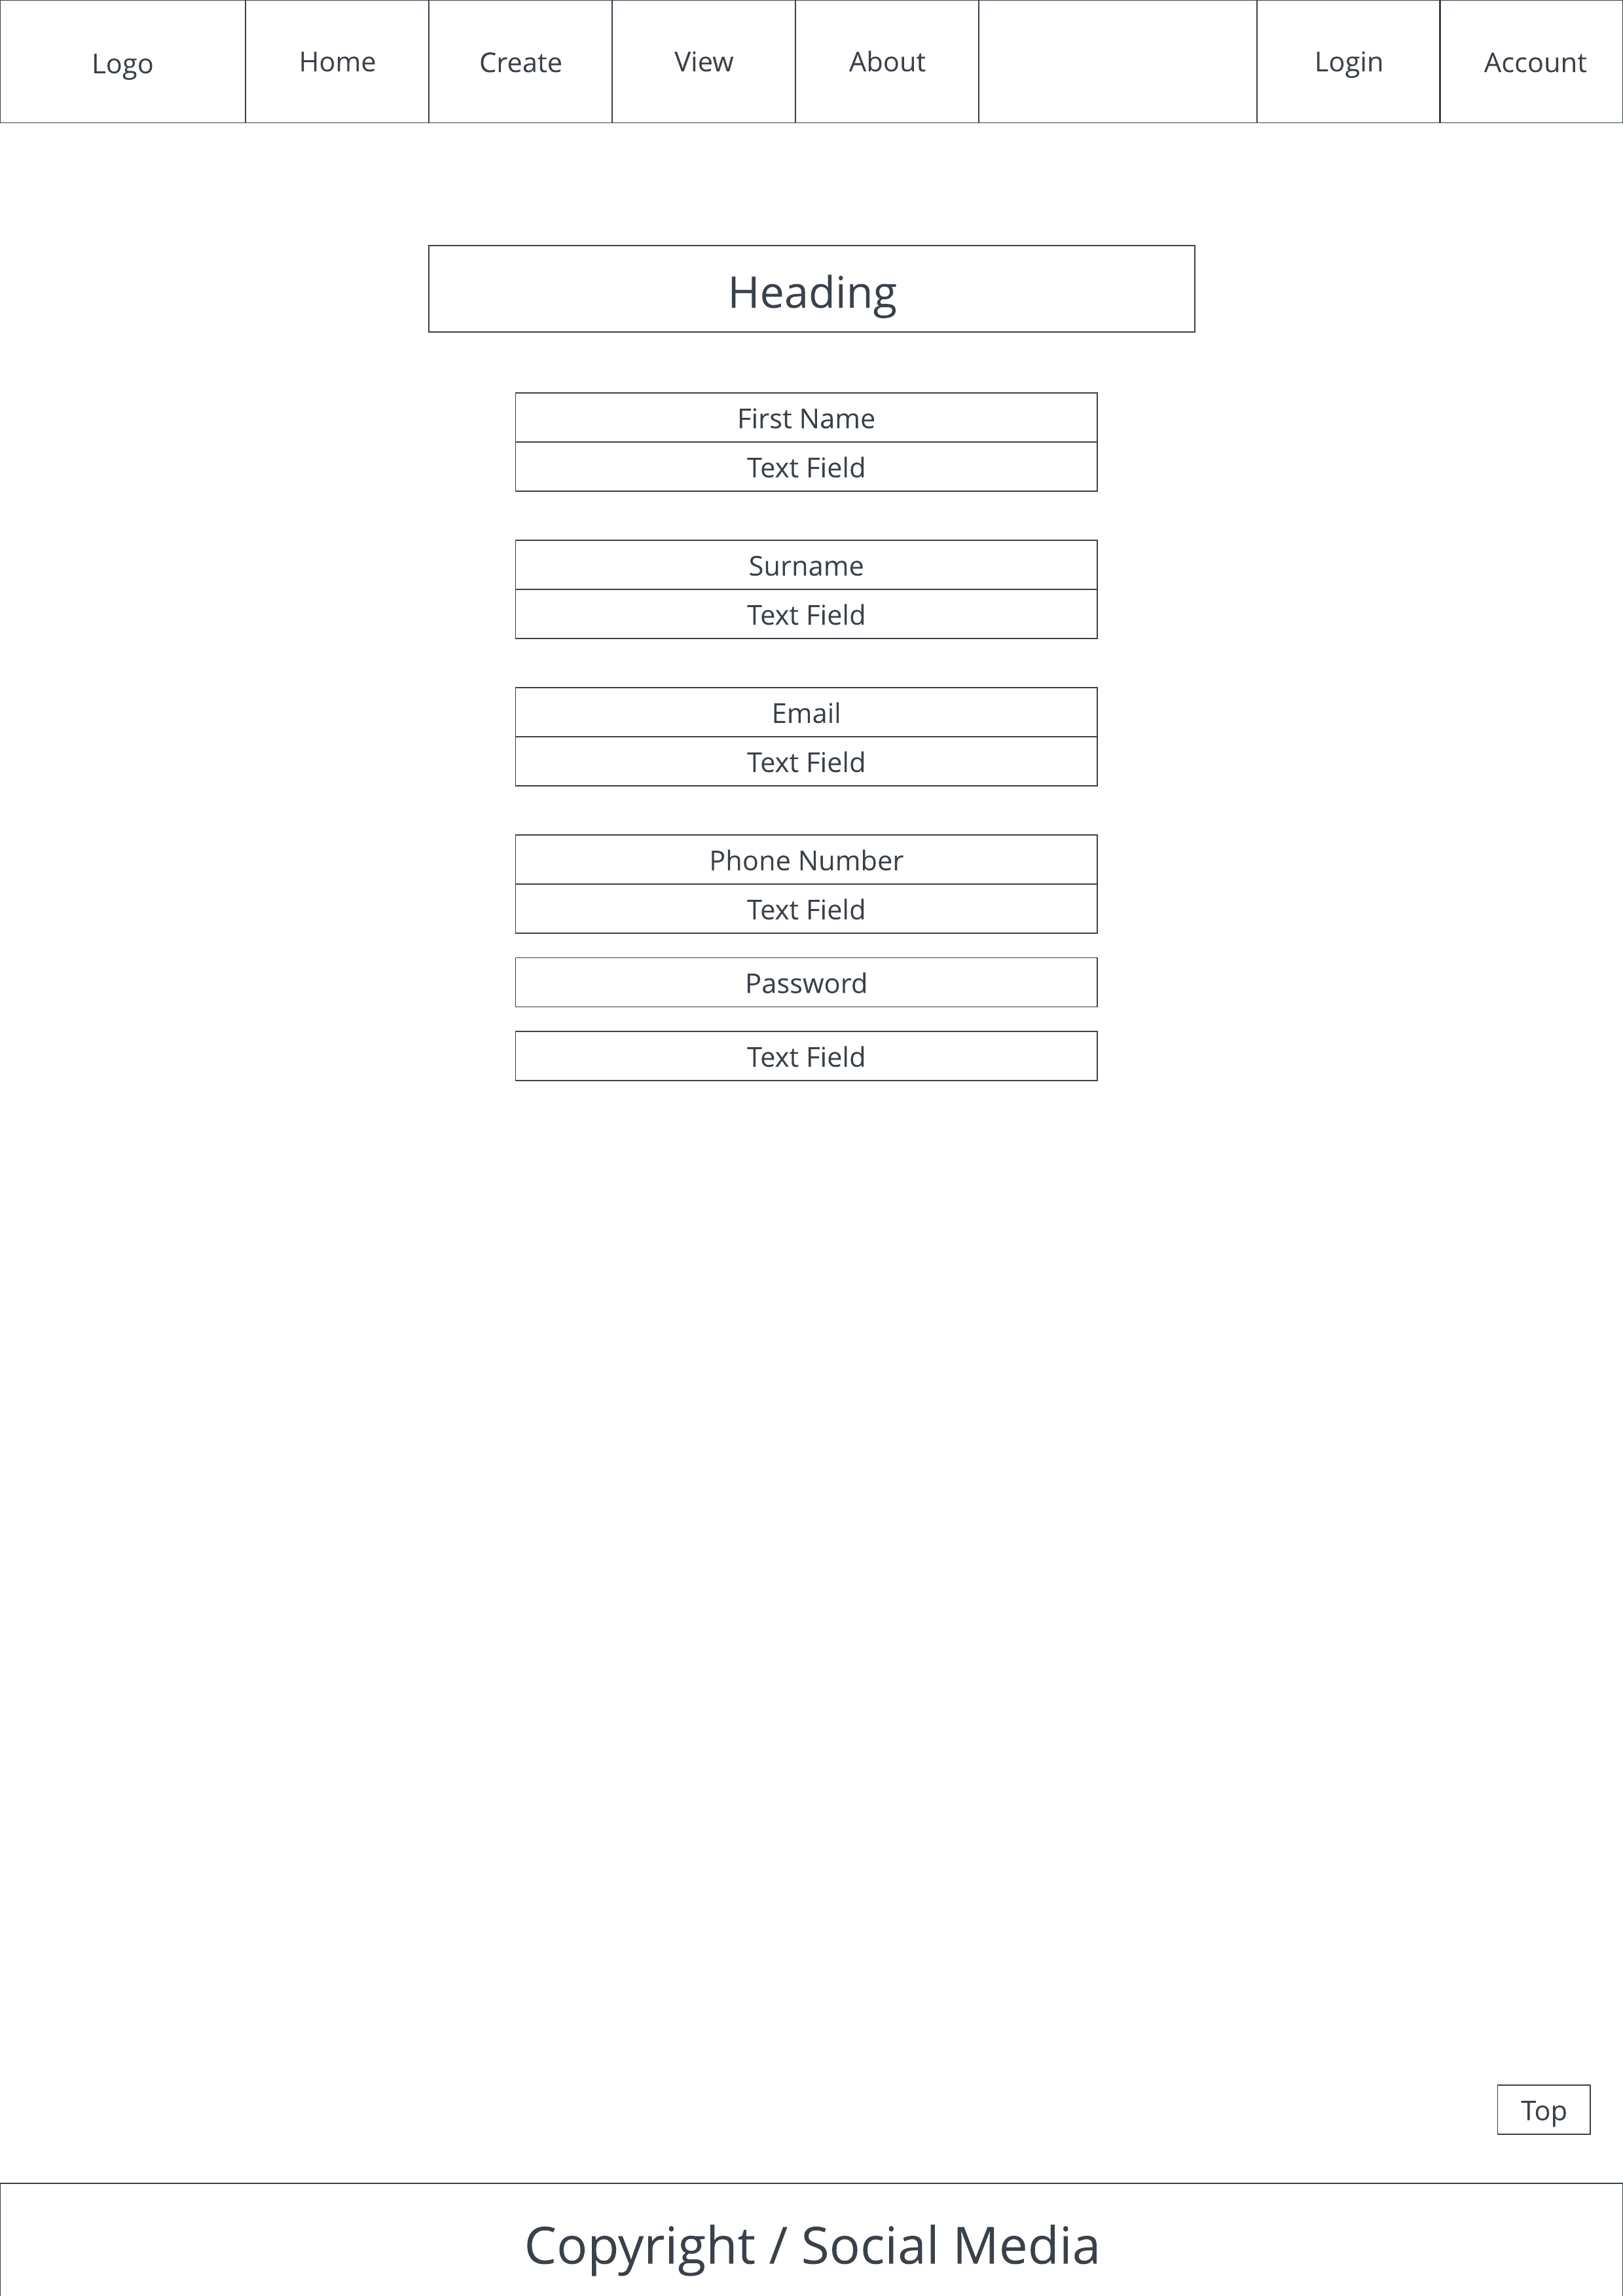 Logo
Home
Create
View
About
Login
Account
Heading
First Name
Text Field
Surname
Text Field
Email
Text Field
Phone Number
Text Field
Password
Text Field
Top
Copyright / Social Media